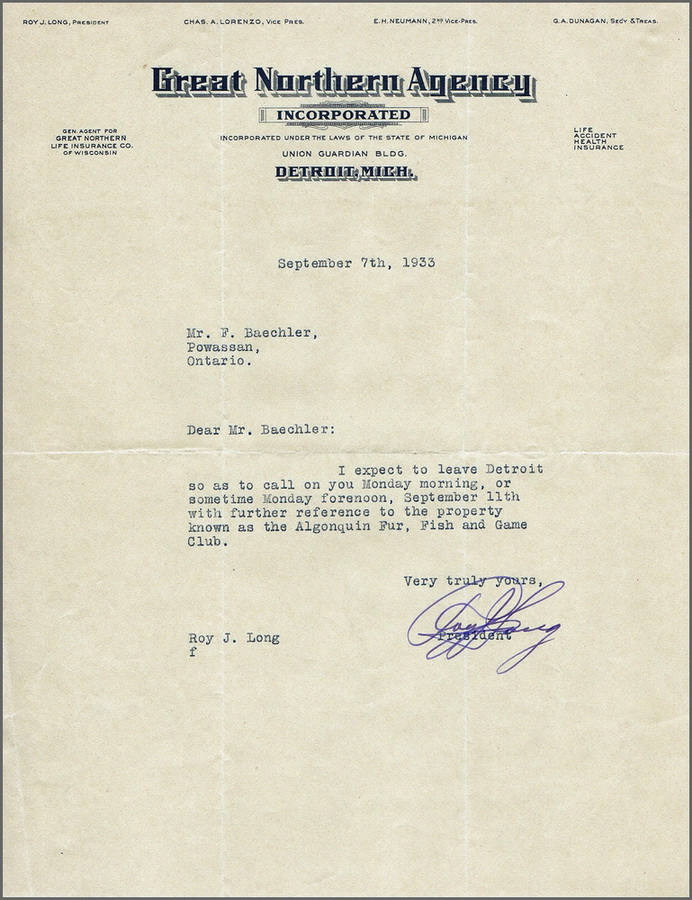 ROY J. LONG, PRESIDENT
CHAS. A. LORENZO, VICE PRES.
E.H. NEUMANN, 2ND VICE-PRES.
G.A. DUNAGAN, SEC'Y & TREAS.
Great Northern Agency
INCORPORATED
INCORPORATED UNDER THE LAWS OF THE STATE OF MICHIGAN
UNION GUARDIAN BLDG.
DETROIT, MICH.
GEN. AGENT FOR
GREAT NORTHERN
LIFE INSURANCE CO.
OF WISCONSIN
LIFE
ACCIDENT
HEALTH
INSURANCE
September 7th, 1933
Mr. F. Baechler,
Powassan,
Ontario.
Dear Mr. Baechler:
I expect to leave Detroit
so as to call on you Monday morning, or
sometime Monday forenoon, September 11th
with further reference to the property
known as the Algonquin Fur, Fish and Game
Club.
Very truly yours,
Roy J Long
President
Roy J. Long
f